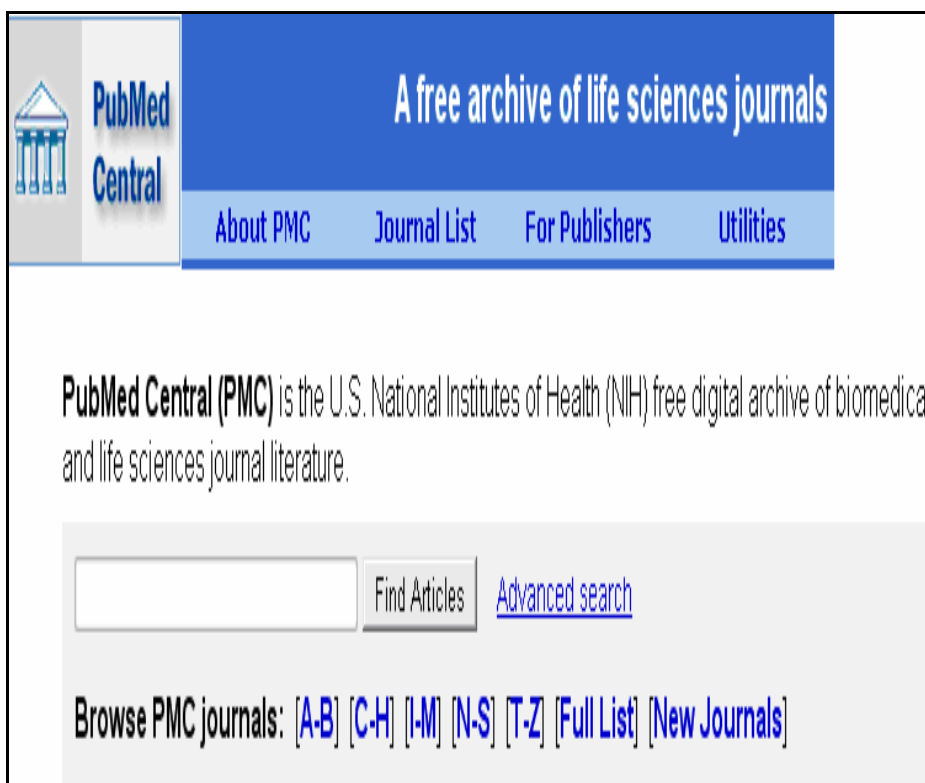 PubMed
Central
A free archive of life sciences journals
About PMC Journal List For Publishers Utilities
PubMed Central (PMC) is the U.S. National Institutes of Health (NIH) free digital archive of biomedica
and life sciences journal literature.
Find Articles Advanced search
Browse PMC journals: [A-B] [C-H] [I-M] [N-S] [T-Z] [Full List] [New Journals]